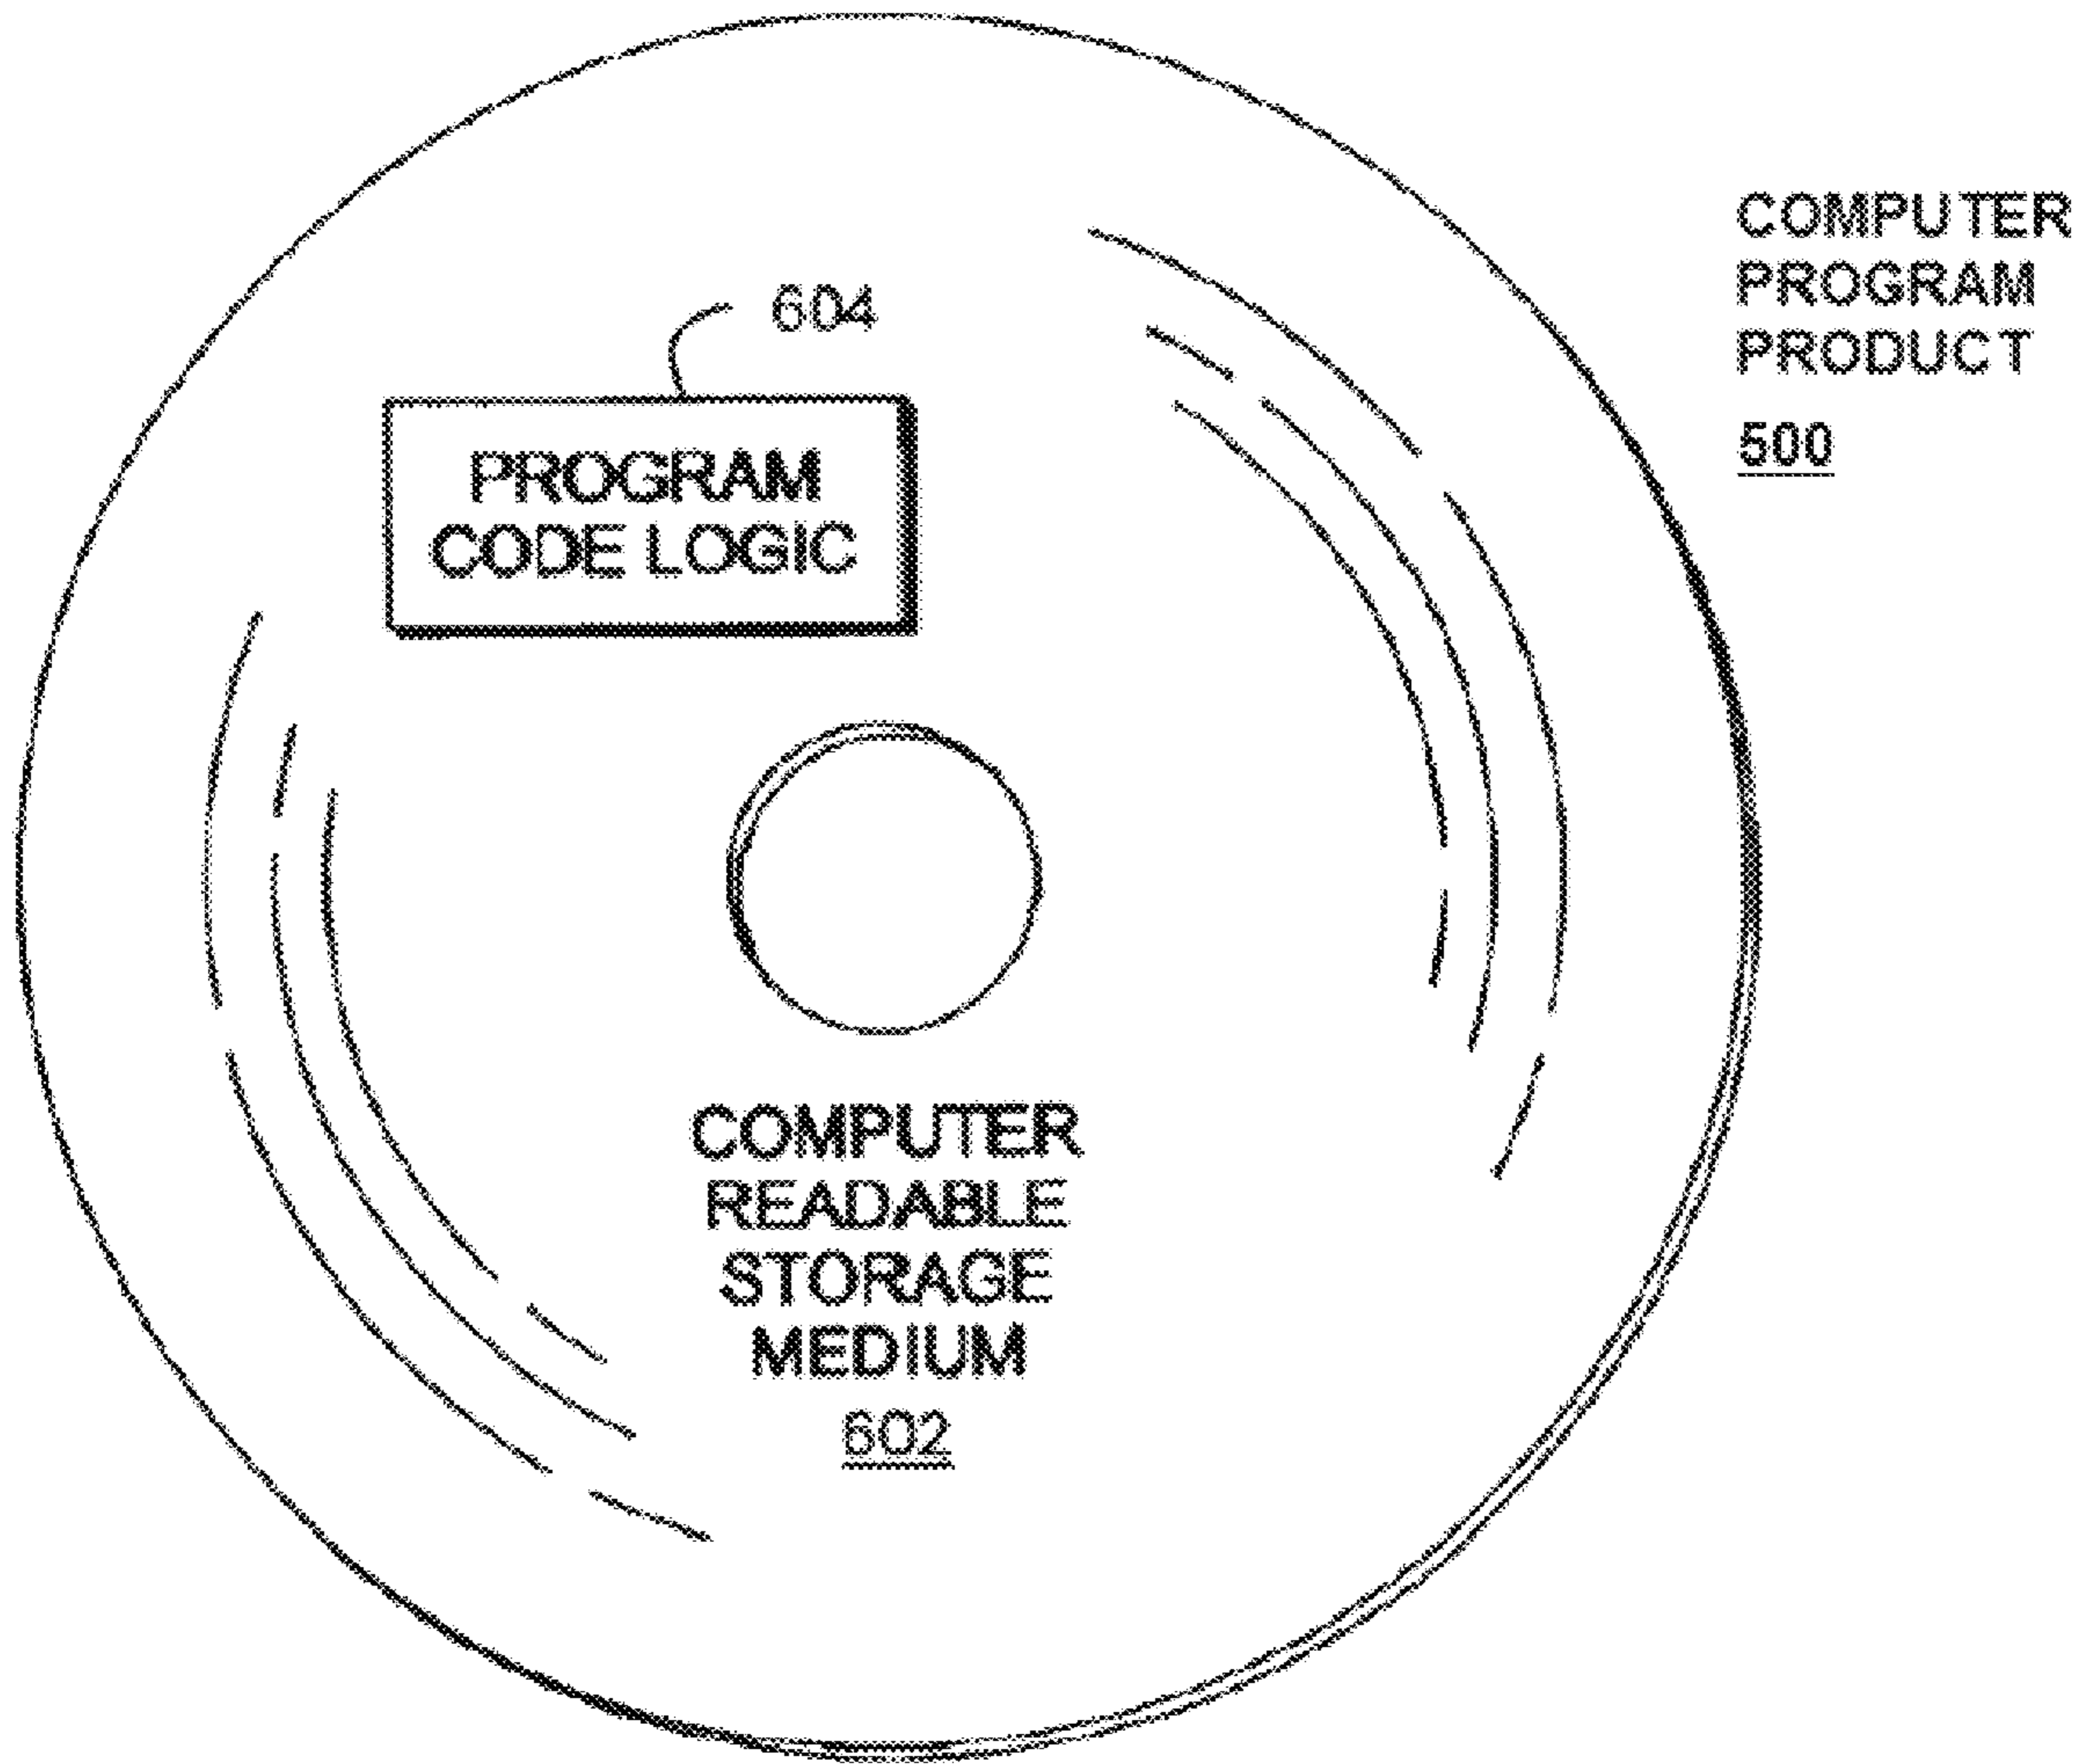 COMPUTER
PROGRAM
PRODUCT
500
604
PROGRAM
CODE LOGIC
COMPUTER
READABLE
STORAGE
MEDIUM
602